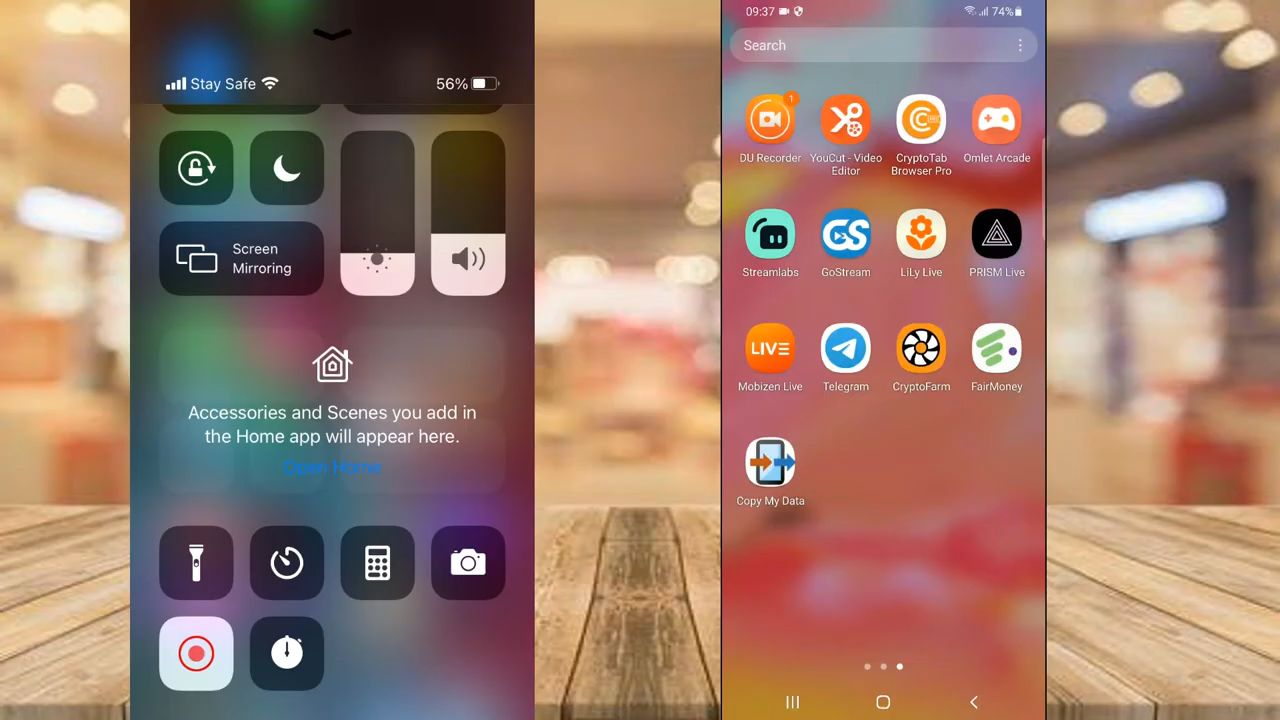 Stay Safe
56%
Screen
Mirroring
Accessories and Scenes you add in
the Home app will appear here.
Open Home
09:37
74%
Search
1
DU Recorder
YouCut - Video
Editor
CryptoTab
Browser Pro
Omlet Arcade
Streamlabs
GoStream
LiLy Live
PRISM Live
LIVE
Mobizen Live
Telegram
CryptoFarm
FairMoney
Copy My Data